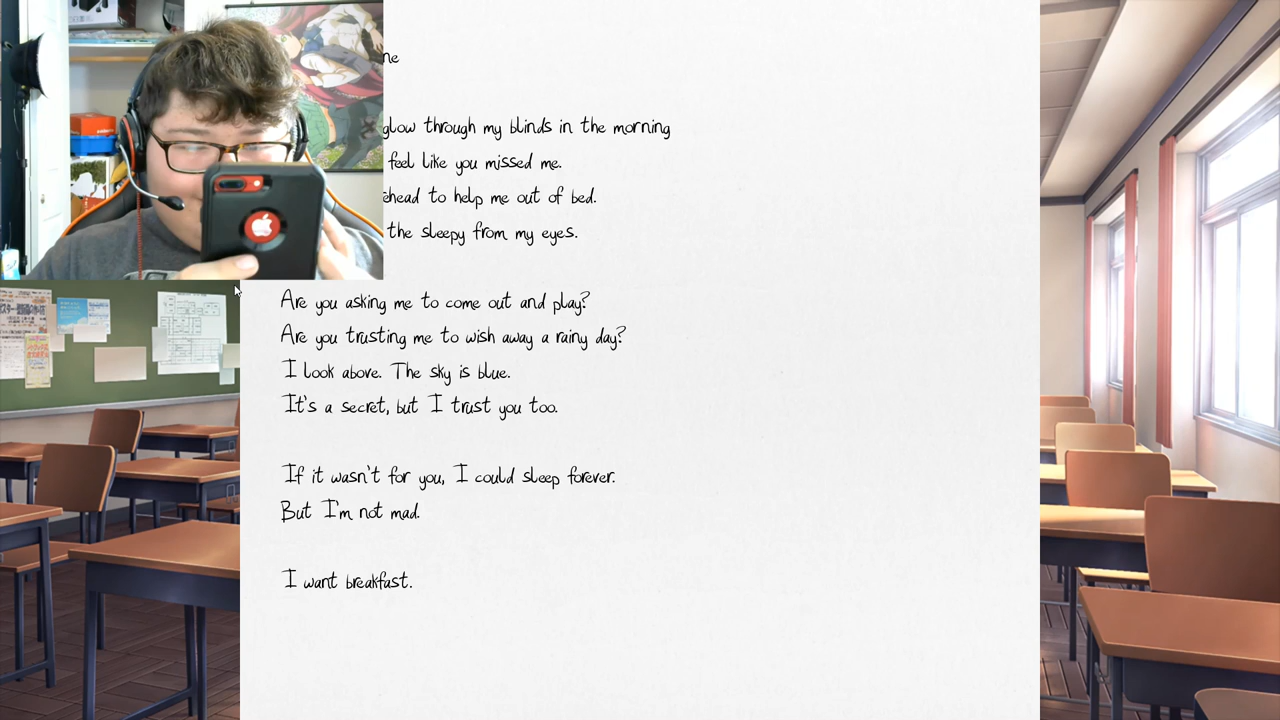 ne
glow through my blinds in the morning
feel like you missed me.
ehead to help me out of bed.
the sleepy from my eyes.
Are you asking me to come out and play?
Are you trusting me to wish away a rainy day?
I look above. The sky is blue.
It's a secret, but I trust you too.
If it wasn't for you, I could sleep forever.
But I'm not mad.
I want breakfast.